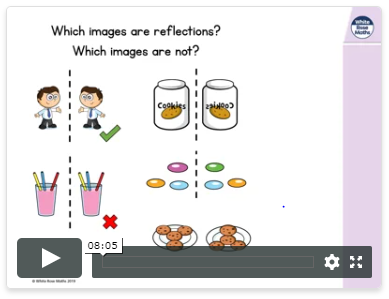 Which images are reflections?
Which images are not?
White
Rose
Maths
Cookies
Cookies
08:05
© White Rose Maths 2019